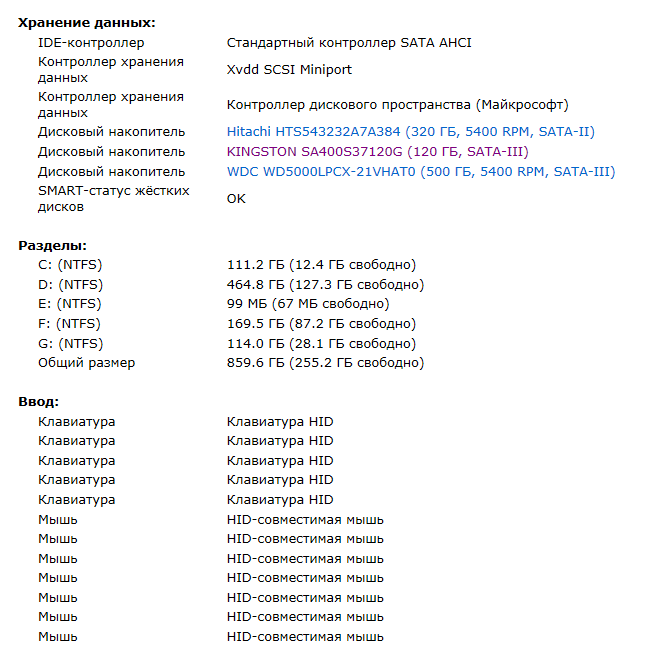 Хранение данных:
IDE-контроллер Стандартный контроллер SATA AHCI
Контроллер хранения
данных Xvdd SCSI Miniport
Контроллер хранения
данных Контроллер дискового пространства (Майкрософт)
Дисковый накопитель Hitachi HTS543232A7A384 (320 ГБ, 5400 RPM, SATA-II)
Дисковый накопитель KINGSTON SA400S37120G (120 ГБ, SATA-III)
Дисковый накопитель WDC WD5000LPCX-21VHAT0 (500 ГБ, 5400 RPM, SATA-III)
SMART-статус жёстких
дисков OK
Разделы:
C: (NTFS) 111.2 ГБ (12.4 ГБ свободно)
D: (NTFS) 464.8 ГБ (127.3 ГБ свободно)
E: (NTFS) 99 МБ (67 МБ свободно)
F: (NTFS) 169.5 ГБ (87.2 ГБ свободно)
G: (NTFS) 114.0 ГБ (28.1 ГБ свободно)
Общий размер 859.6 ГБ (255.2 ГБ свободно)
Ввод:
Клавиатура Клавиатура HID
Клавиатура Клавиатура HID
Клавиатура Клавиатура HID
Клавиатура Клавиатура HID
Клавиатура Клавиатура HID
Мышь HID-совместимая мышь
Мышь HID-совместимая мышь
Мышь HID-совместимая мышь
Мышь HID-совместимая мышь
Мышь HID-совместимая мышь
Мышь HID-совместимая мышь
Мышь HID-совместимая мышь